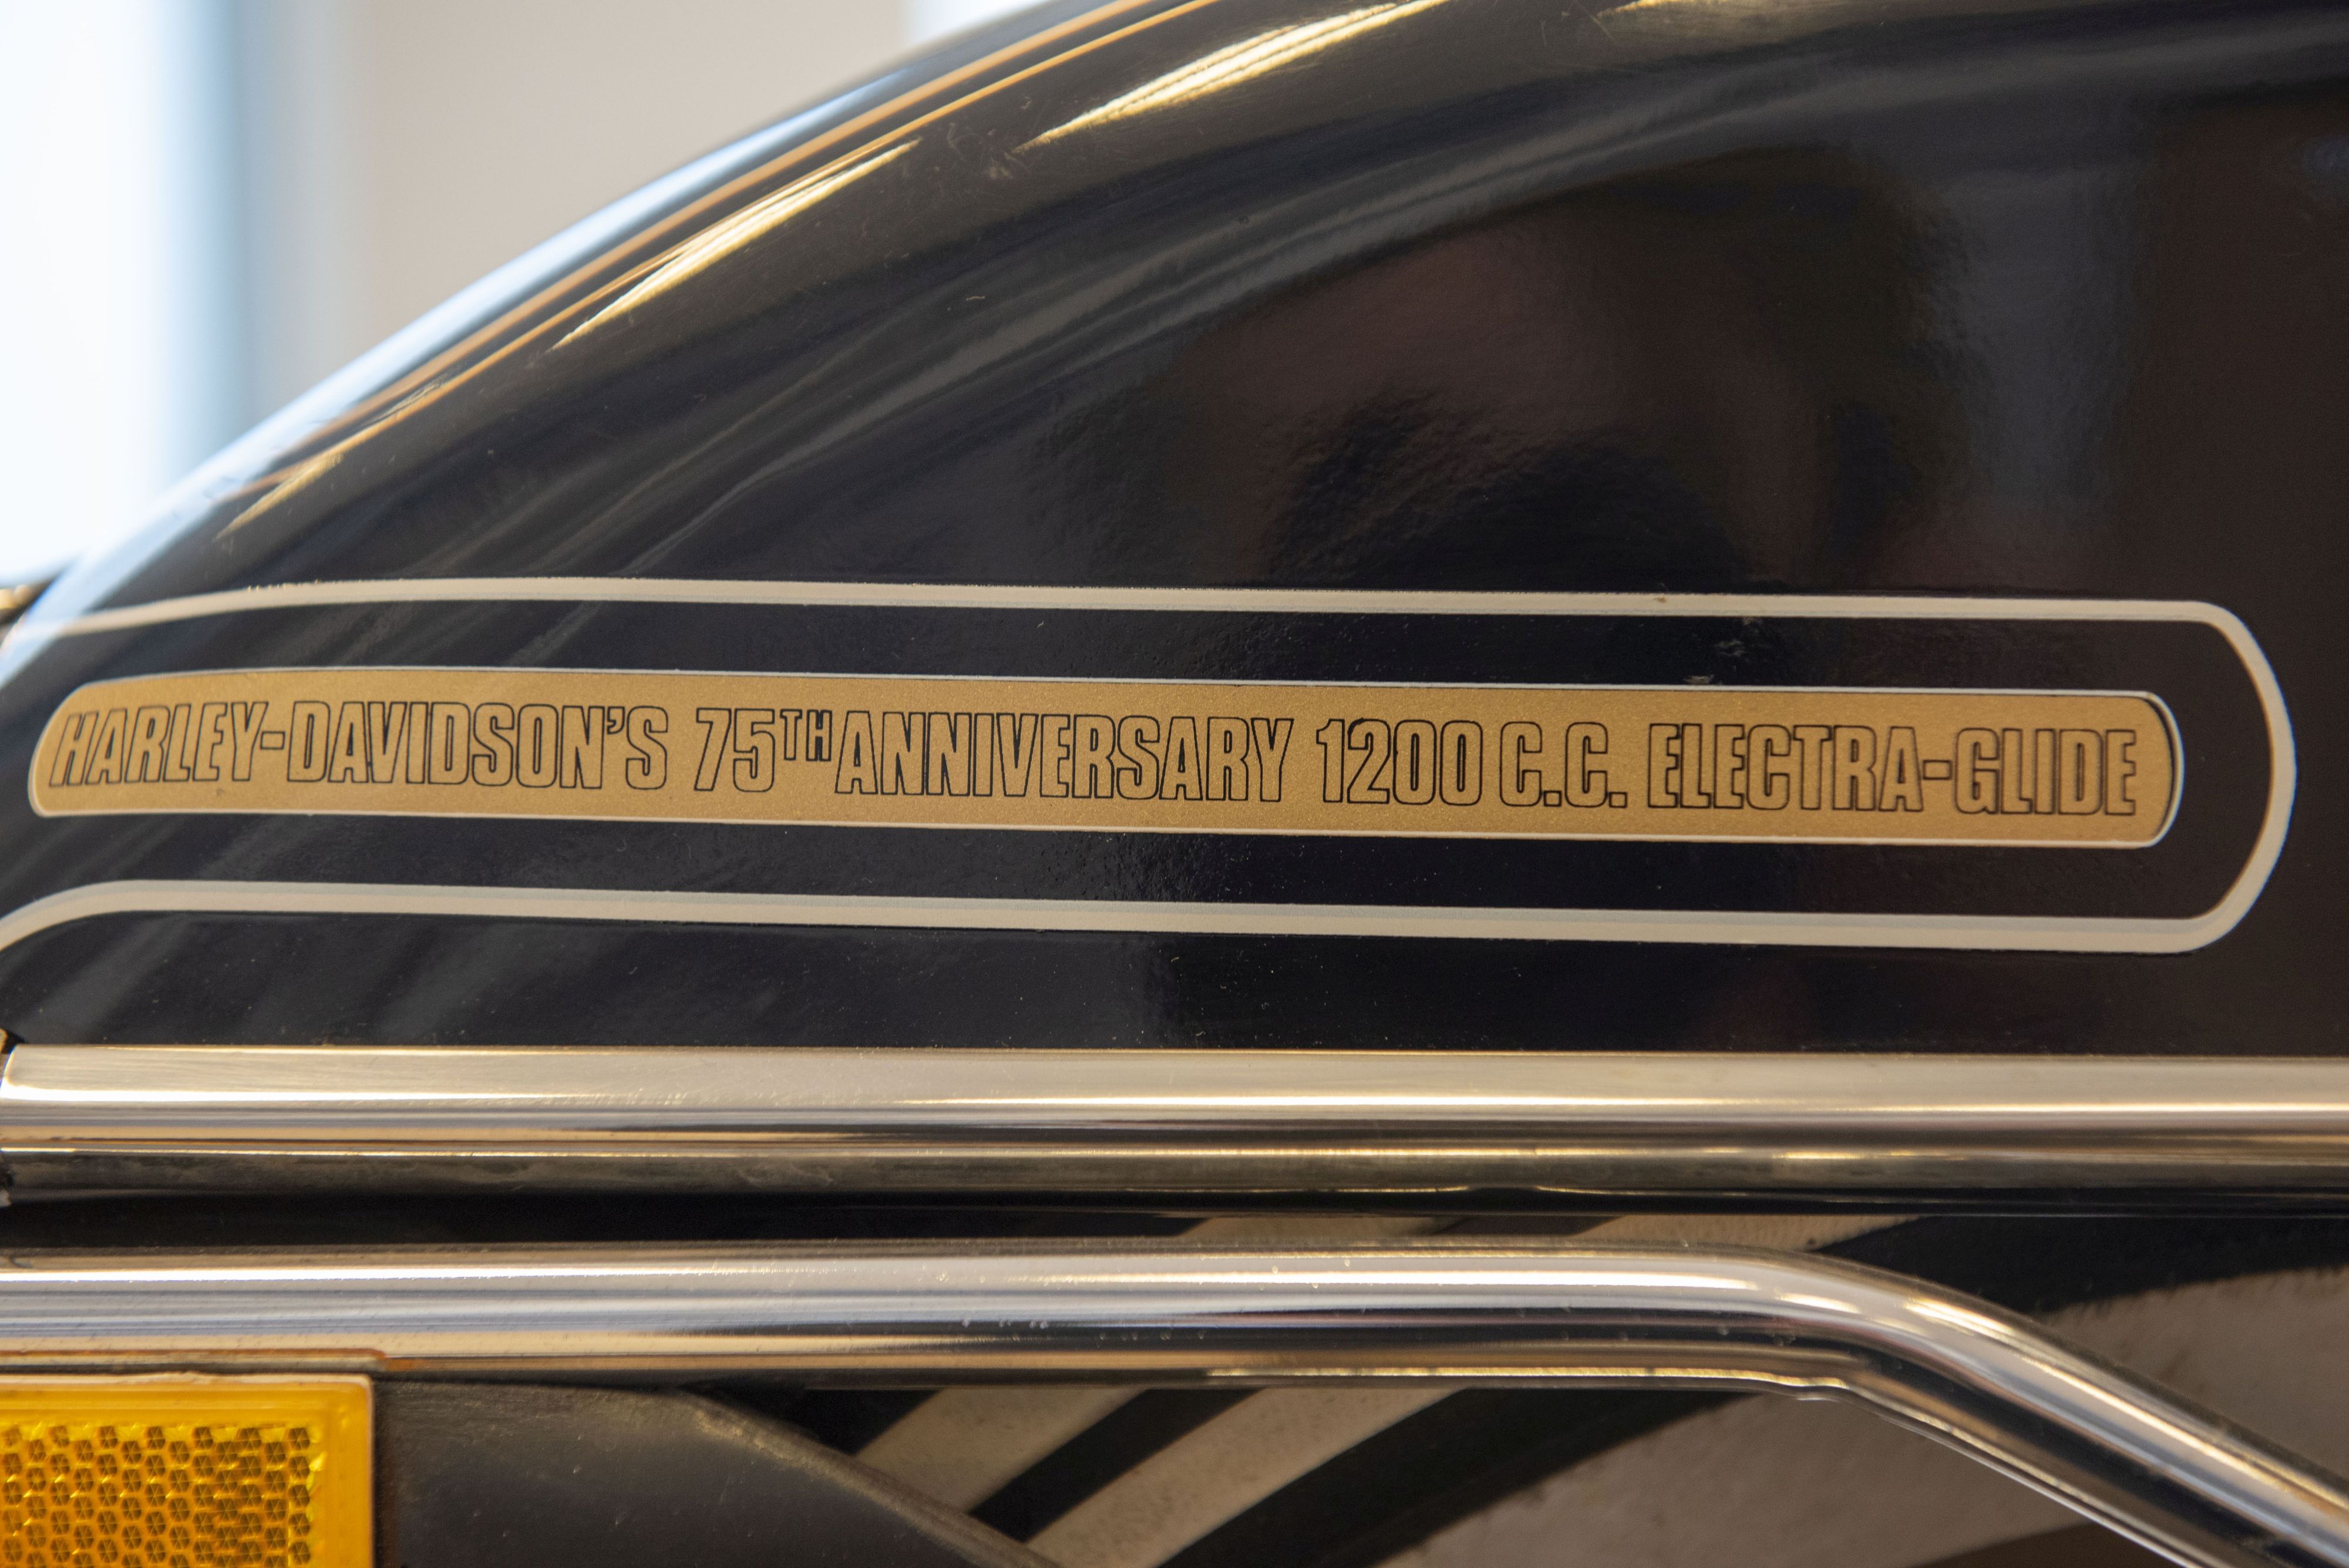 HARLEY-DAVIDSON'S 75TH ANNIVERSARY 1200 C.C. ELECTRA-GLIDE